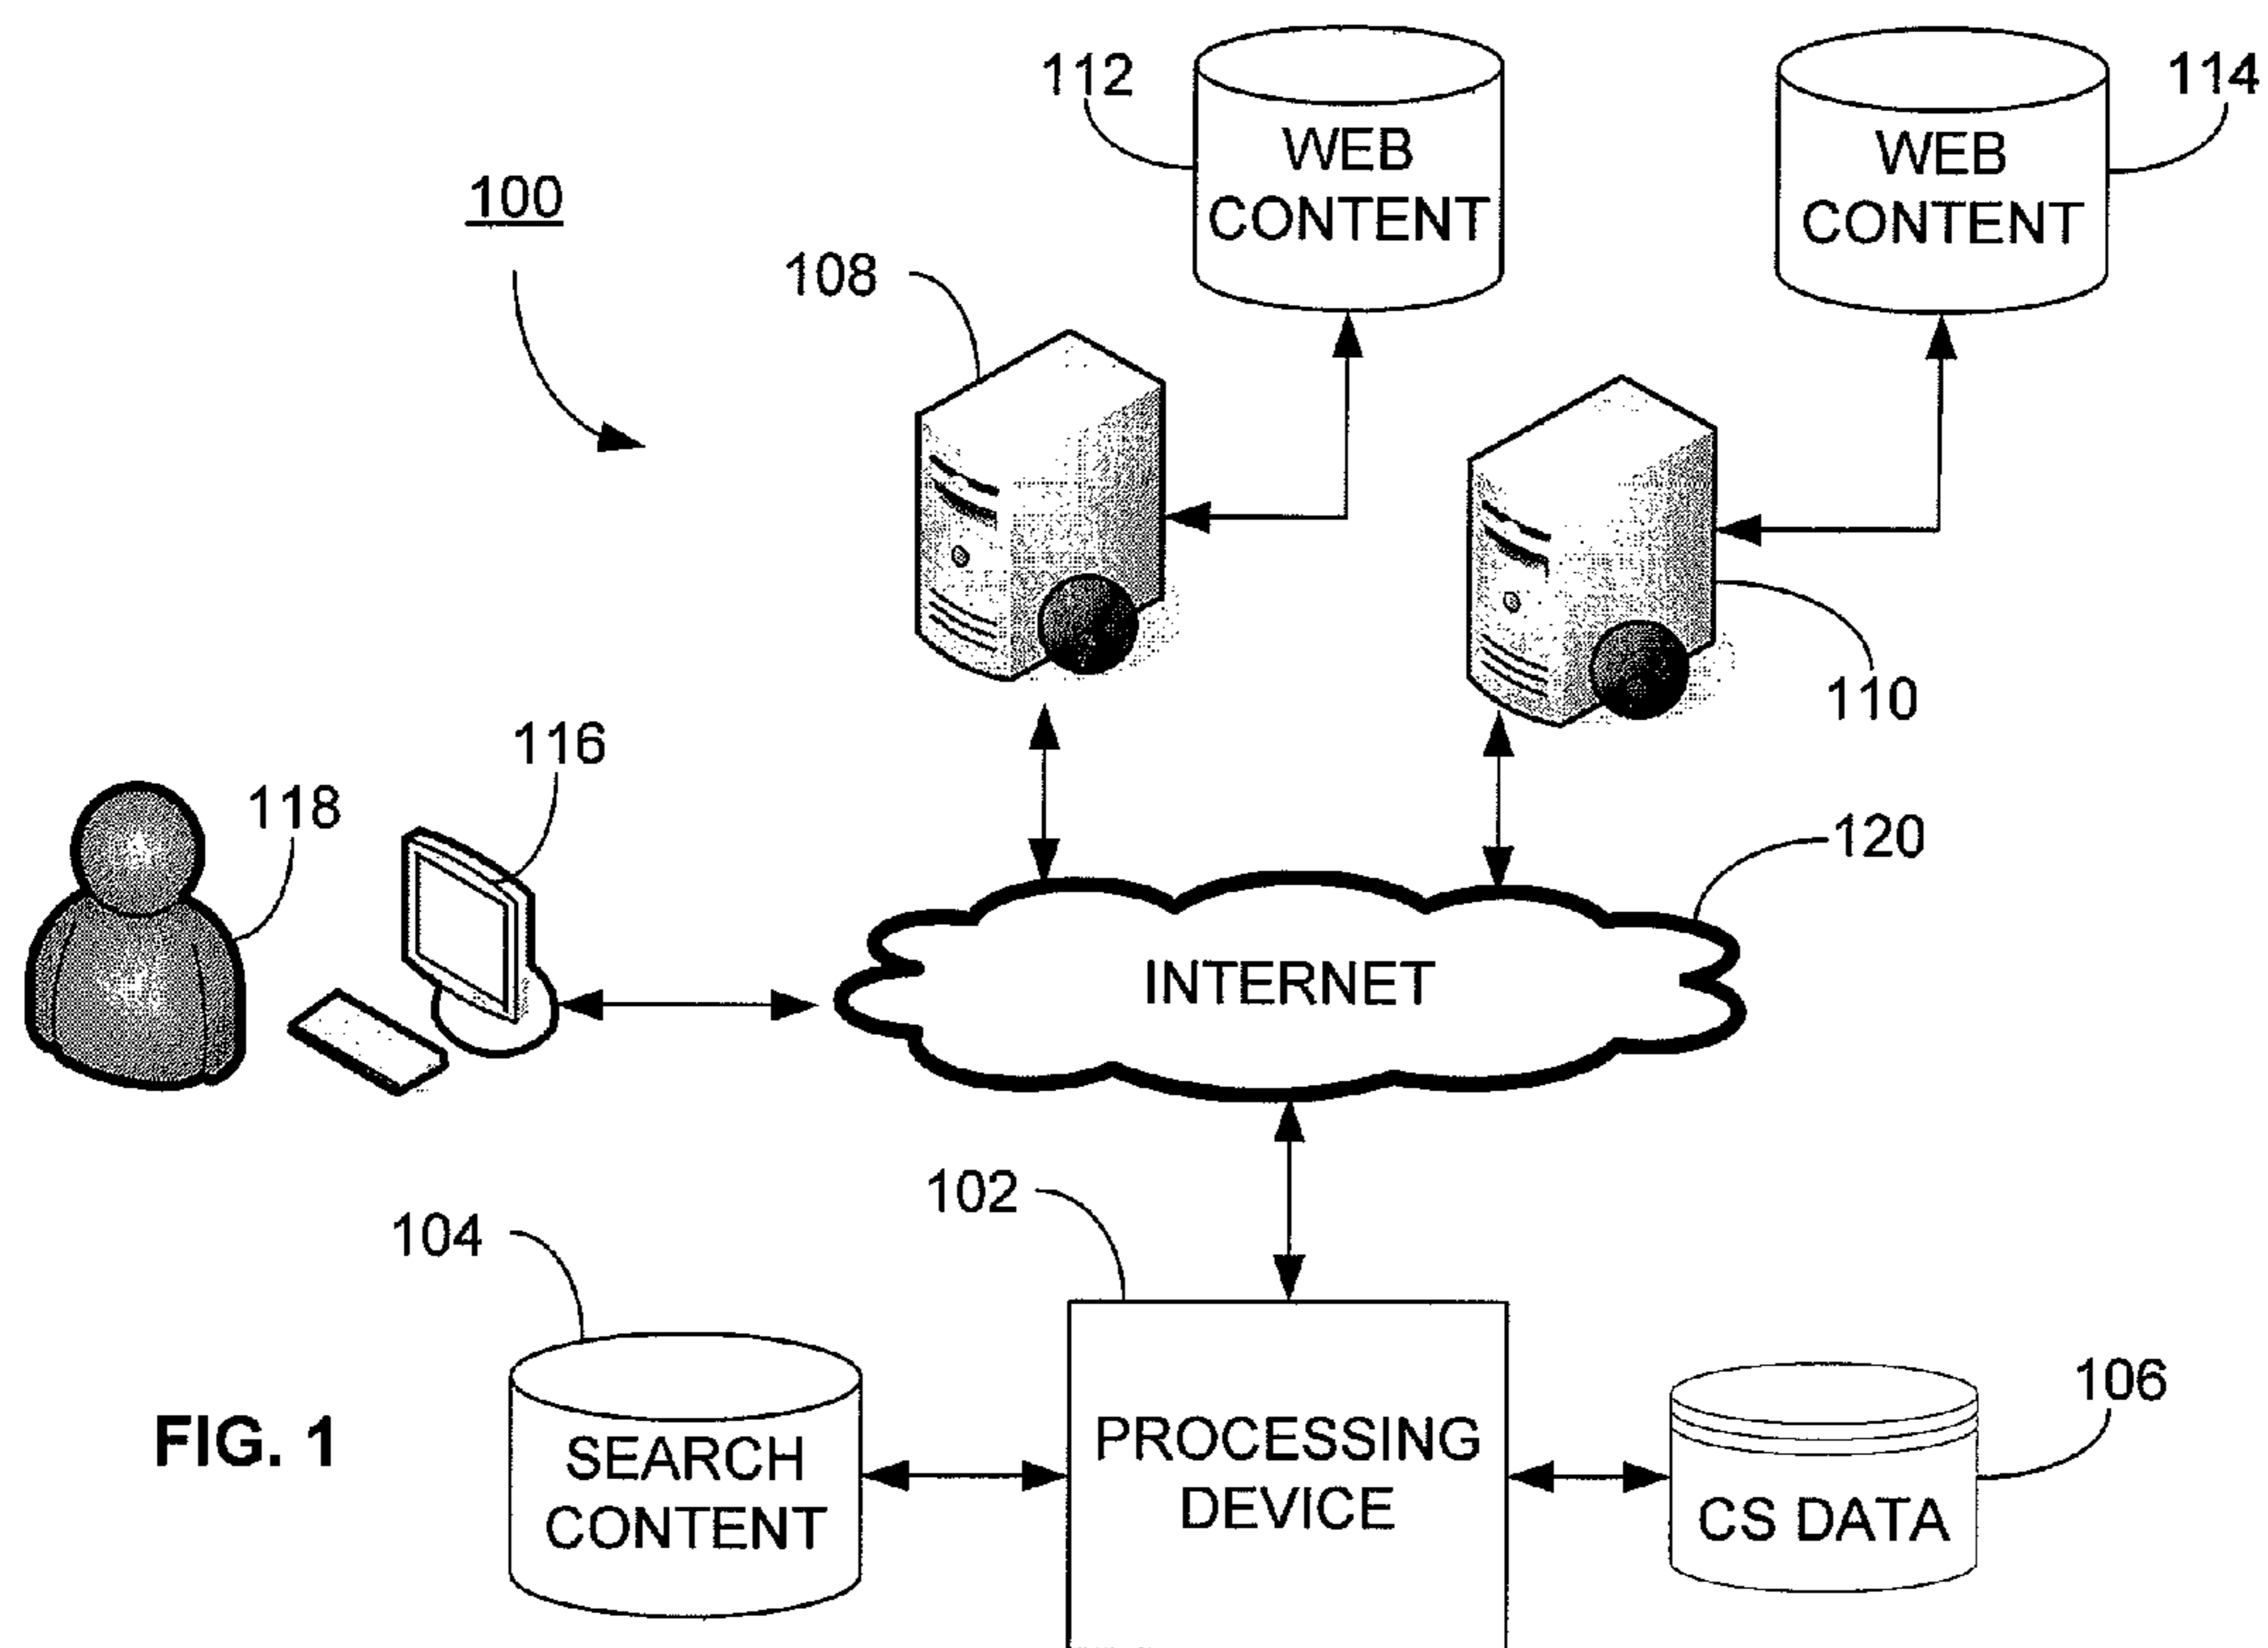 112
WEB
CONTENT
114
WEB
CONTENT
100
108
110
116
118
120
INTERNET
102
104
SEARCH
CONTENT
PROCESSING
DEVICE
106
CS DATA
FIG. 1